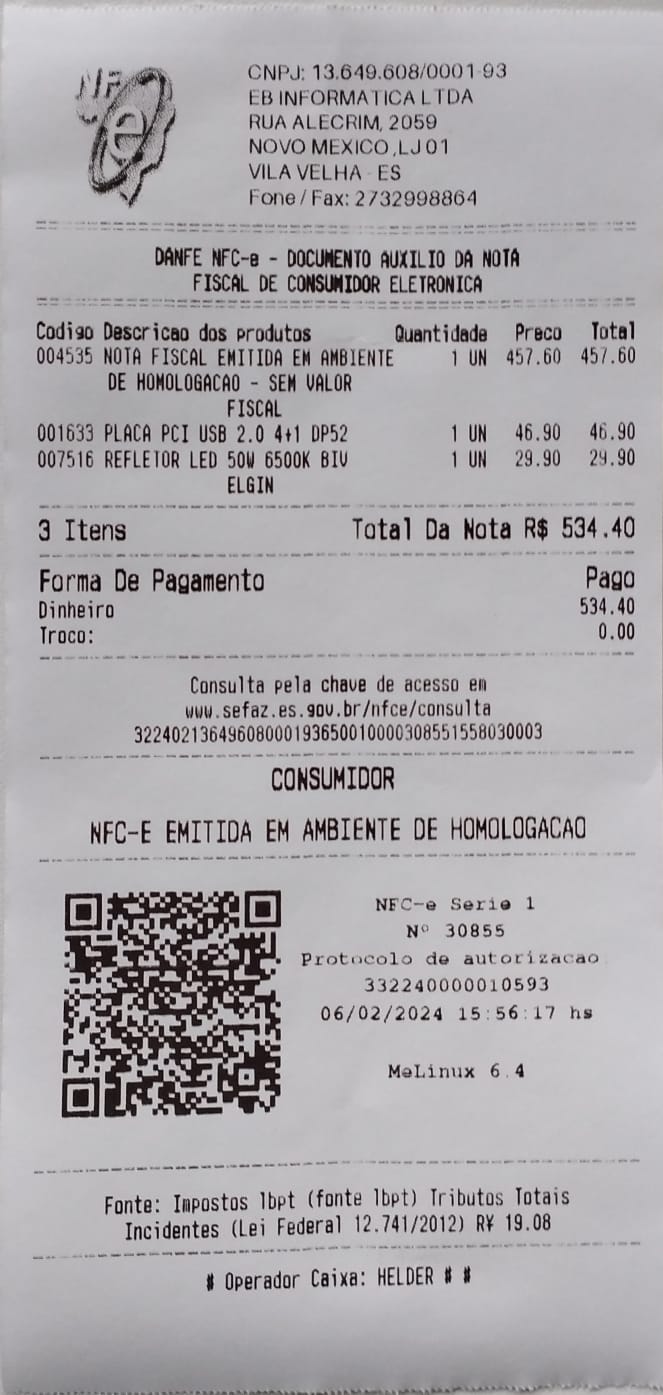 NF
e
CNPJ: 13.649.608/0001-93
EB INFORMATICA LTDA
RUA ALECRIM, 2059
NOVO MEXICO ,LJ 01
VILA VELHA - ES
Fone / Fax: 2732998864
DANFE NFC-e - DOCUMENTO AUXILIO DA NOTA
FISCAL DE CONSUMIDOR ELETRONICA
Codigo Descricao dos produtos Quantidade Preco Total
004535 NOTA FISCAL EMITIDA EM AMBIENTE 1 UN 457.60 457.60
DE HOMOLOGACAO - SEM VALOR
FISCAL
001633 PLACA PCI USB 2.0 4+1 DP52 1 UN 46.90 46.90
007516 REFLETOR LED 50W 6500K BIV 1 UN 29.90 29.90
ELGIN
3 Itens Total Da Nota R$ 534.40
Forma De Pagamento Pago
Dinheiro 534.40
Troco: 0.00
Consulta pela chave de acesso em
www.sefaz.es.gov.br/nfce/consulta
32240213649608000193650010000308551558030003
CONSUMIDOR
NFC-E EMITIDA EM AMBIENTE DE HOMOLOGACAO
NFC-e Serie 1
Nº 30855
Protocolo de autorizacao
332240000010593
06/02/2024 15:56:17 hs
MeLinux 6.4
Fonte: Impostos lbpt (fonte lbpt) Tributos Totais
Incidentes (Lei Federal 12.741/2012) R¥ 19.08
# Operador Caixa: HELDER # #